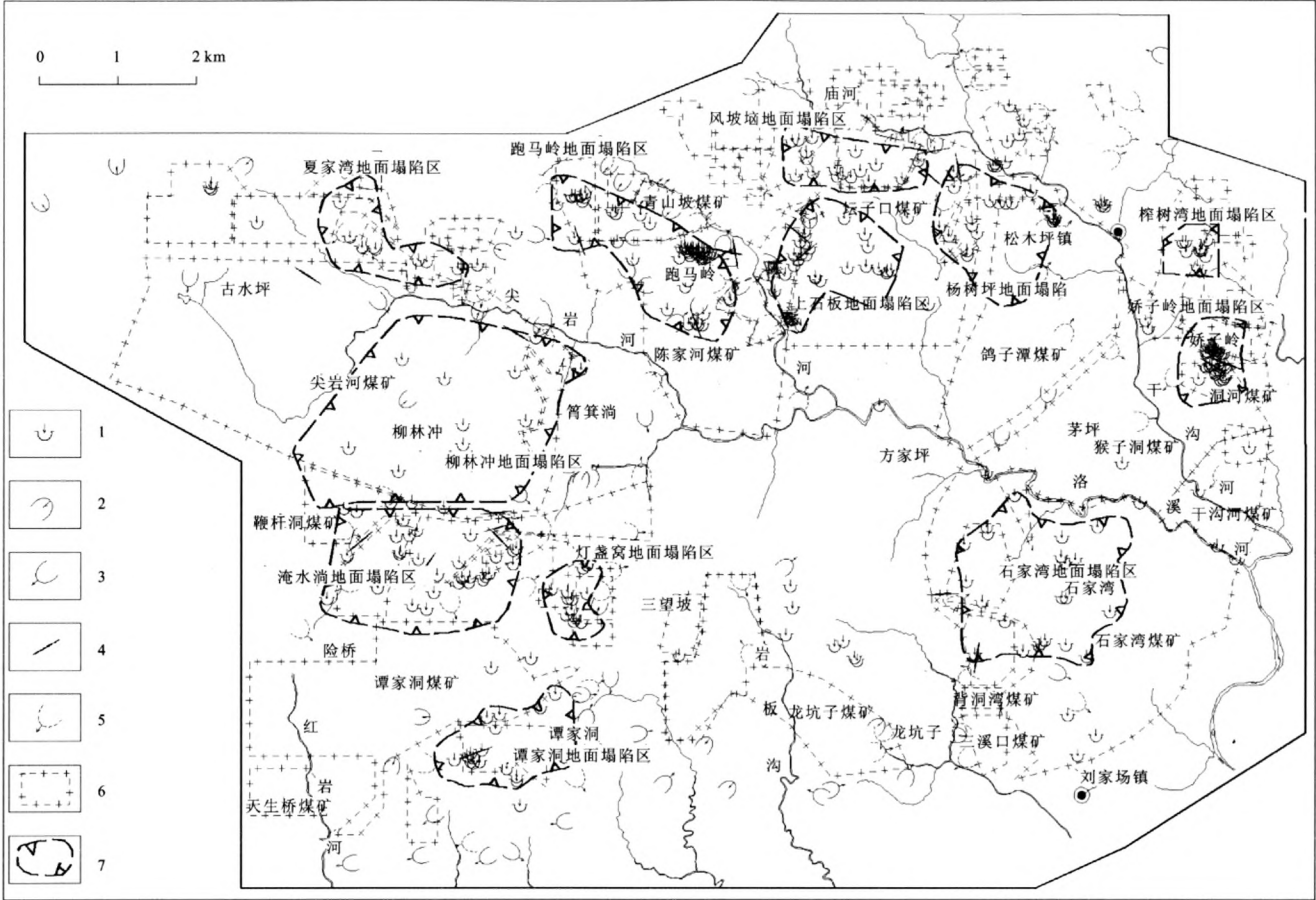 0 1 2 km
庙河
风坡垴地面塌陷区
跑马岭地面塌陷区
夏家湾地面塌陷区
青山坡煤矿
坛子口煤矿
榨树湾地面塌陷区
松木坪镇
跑马岭
古水坪
杨树坪地面塌陷
上石板地面塌陷区
娇子岭地面塌陷区
尖
岩
河
娇子岭
陈家河煤矿
鸽子潭煤矿
河
尖岩河煤矿
干
洞河煤矿
筲箕淌
柳林冲
茅坪
沟
猴子洞煤矿
方家坪
柳林冲地面塌陷区
洛
河
溪
干沟河煤矿
鞭杆洞煤矿
河
灯盏窝地面塌陷区
淹水淌地面塌陷区
石家湾地面塌陷区
石家湾
三望坡
石家湾煤矿
险桥
岩
谭家洞煤矿
背洞湾煤矿
板
龙坑子煤矿
红
谭家洞
龙坑子
三溪口煤矿
谭家洞地面塌陷区
沟
岩
刘家场镇
天生桥煤矿
河
1
2
3
4
5
6
7